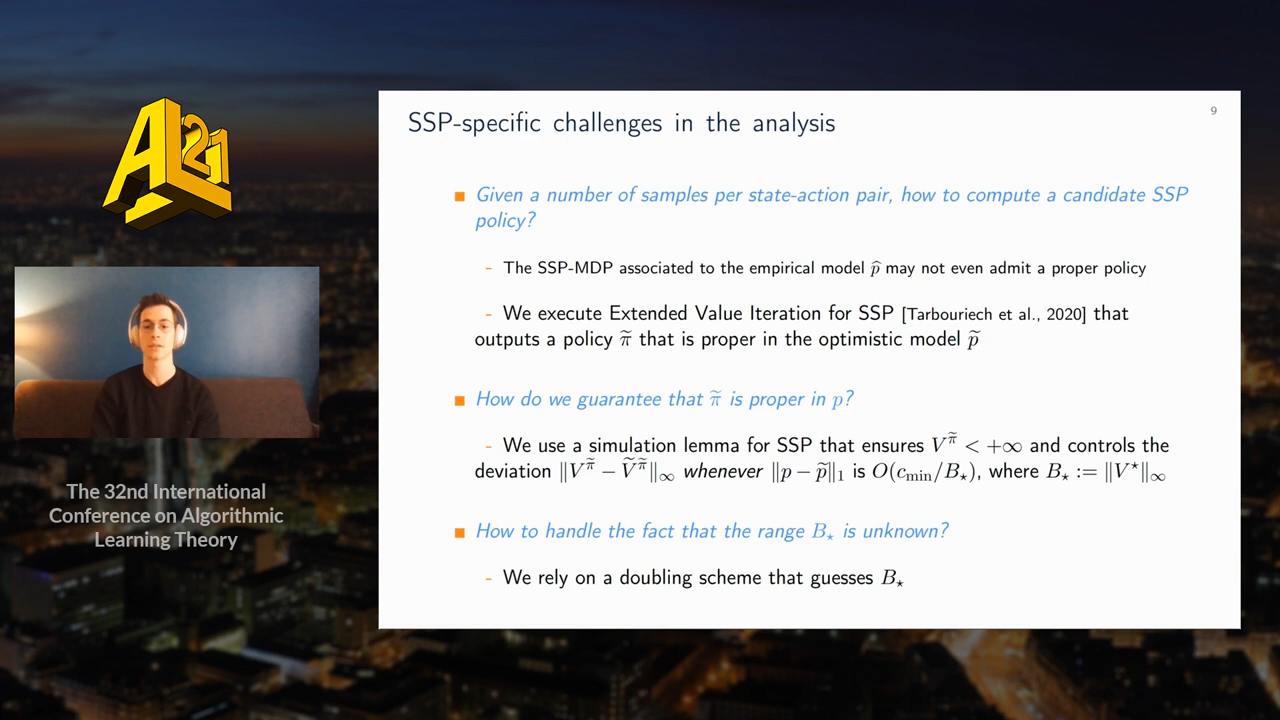 AL21
The 32nd International
Conference on Algorithmic
Learning Theory
9
SSP-specific challenges in the analysis
■ Given a number of samples per state-action pair, how to compute a candidate SSP
policy?
- The SSP-MDP associated to the empirical model p̂ may not even admit a proper policy
- We execute Extended Value Iteration for SSP [Tarbouriech et al., 2020] that
outputs a policy π̃ that is proper in the optimistic model p̃
■ How do we guarantee that π̃ is proper in p?
- We use a simulation lemma for SSP that ensures V^π̃ < +∞ and controls the
deviation ‖V^π̃ − Ṽ^π̃‖∞ whenever ‖p − p̃‖₁ is O(c_min/B⋆), where B⋆ := ‖V^⋆‖∞
■ How to handle the fact that the range B⋆ is unknown?
- We rely on a doubling scheme that guesses B⋆